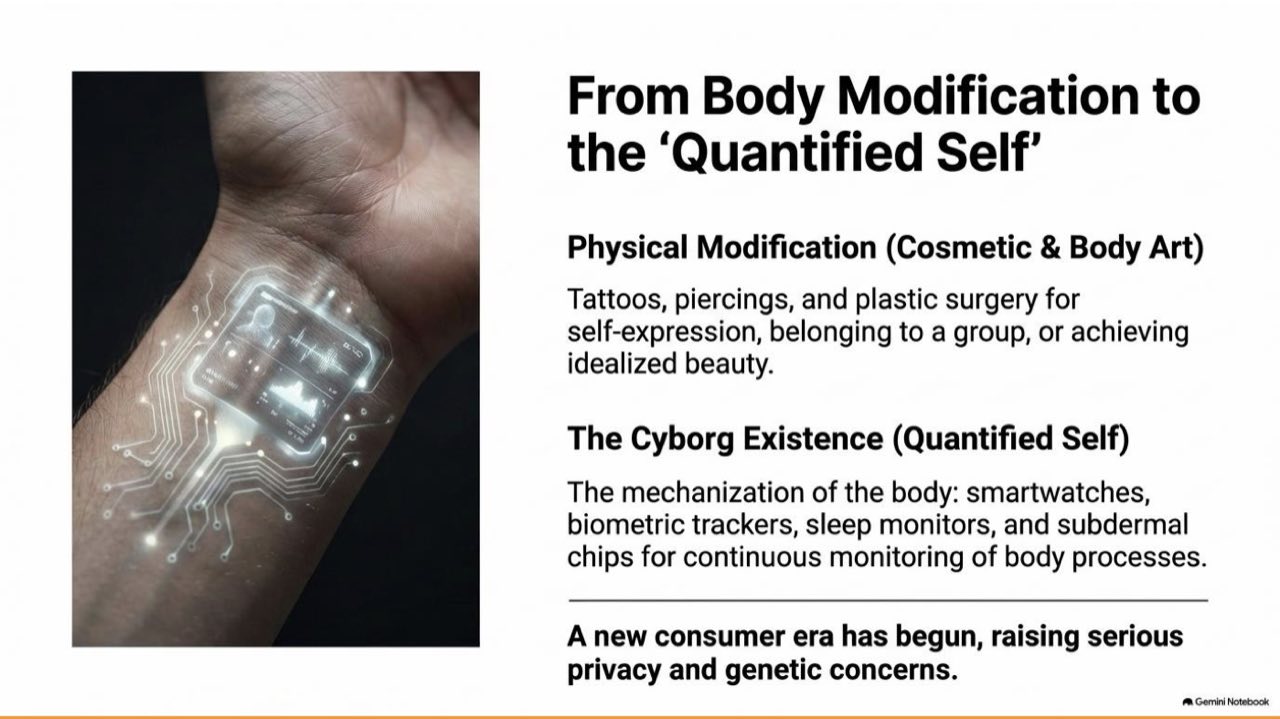 From Body Modification to
the ‘Quantified Self’
Physical Modification (Cosmetic & Body Art)
Tattoos, piercings, and plastic surgery for
self-expression, belonging to a group, or achieving
idealized beauty.
The Cyborg Existence (Quantified Self)
The mechanization of the body: smartwatches,
biometric trackers, sleep monitors, and subdermal
chips for continuous monitoring of body processes.
A new consumer era has begun, raising serious
privacy and genetic concerns.
Gemini Notebook